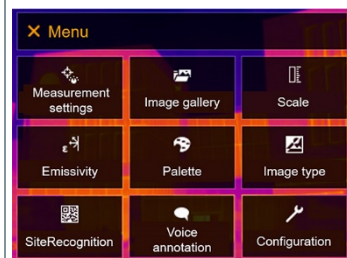 Menu
Measurement
settings
Image gallery
Scale
Emissivity
Palette
Image type
SiteRecognition
Voice
annotation
Configuration